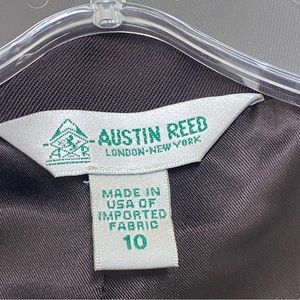 AUSTIN REED
LONDON-NEW YORK
MADE IN
USA OF
IMPORTED
FABRIC
10